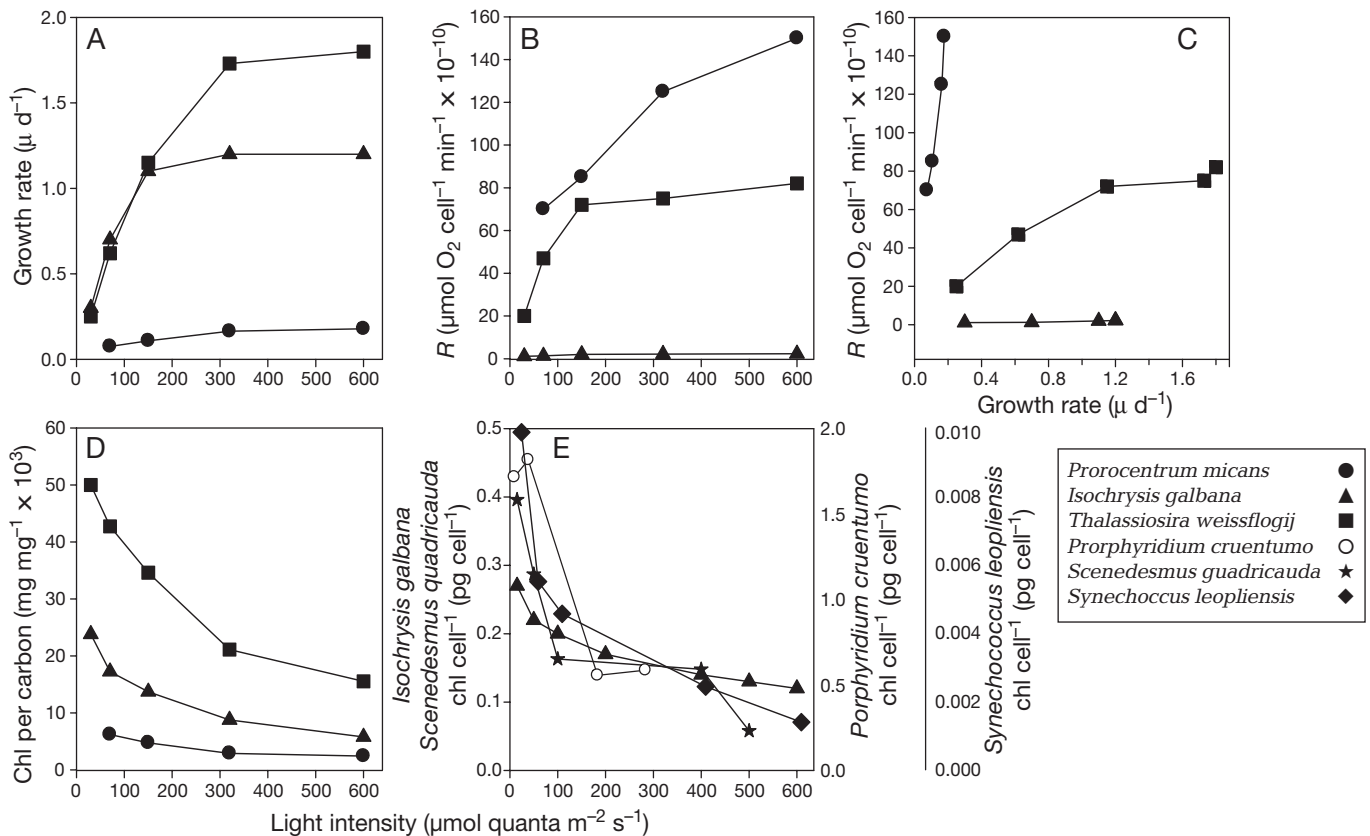 A
Growth rate (μ d⁻¹)
2.0
1.5
1.0
0.5
0.0
0 100 200 300 400 500 600
B
R (μmol O₂ cell⁻¹ min⁻¹ × 10⁻¹⁰)
160
140
120
100
80
60
40
20
0
0 100 200 300 400 500 600
C
R (μmol O₂ cell⁻¹ min⁻¹ × 10⁻¹⁰)
160
140
120
100
80
60
40
20
0
0.0 0.4 0.8 1.2 1.6
Growth rate (μ d⁻¹)
D
Chl per carbon (mg mg⁻¹ × 10³)
60
50
40
30
20
10
0
0 100 200 300 400 500 600
E
Isochrysis galbana
Scenedesmus quadricauda
chl cell⁻¹ (pg cell⁻¹)
0.5
0.4
0.3
0.2
0.1
0.0
0 100 200 300 400 500 600
2.0
1.5
1.0
0.5
0.0
Porphyridium cruentumo
chl cell⁻¹ (pg cell⁻¹)
0.010
0.008
0.006
0.004
0.002
0.000
Synechococcus leopliensis
chl cell⁻¹ (pg cell⁻¹)
Light intensity (μmol quanta m⁻² s⁻¹)
Prorocentrum micans
Isochrysis galbana
Thalassiosira weissflogij
Prorphyridium cruentumo
Scenedesmus guadricauda
Synechoccus leopliensis